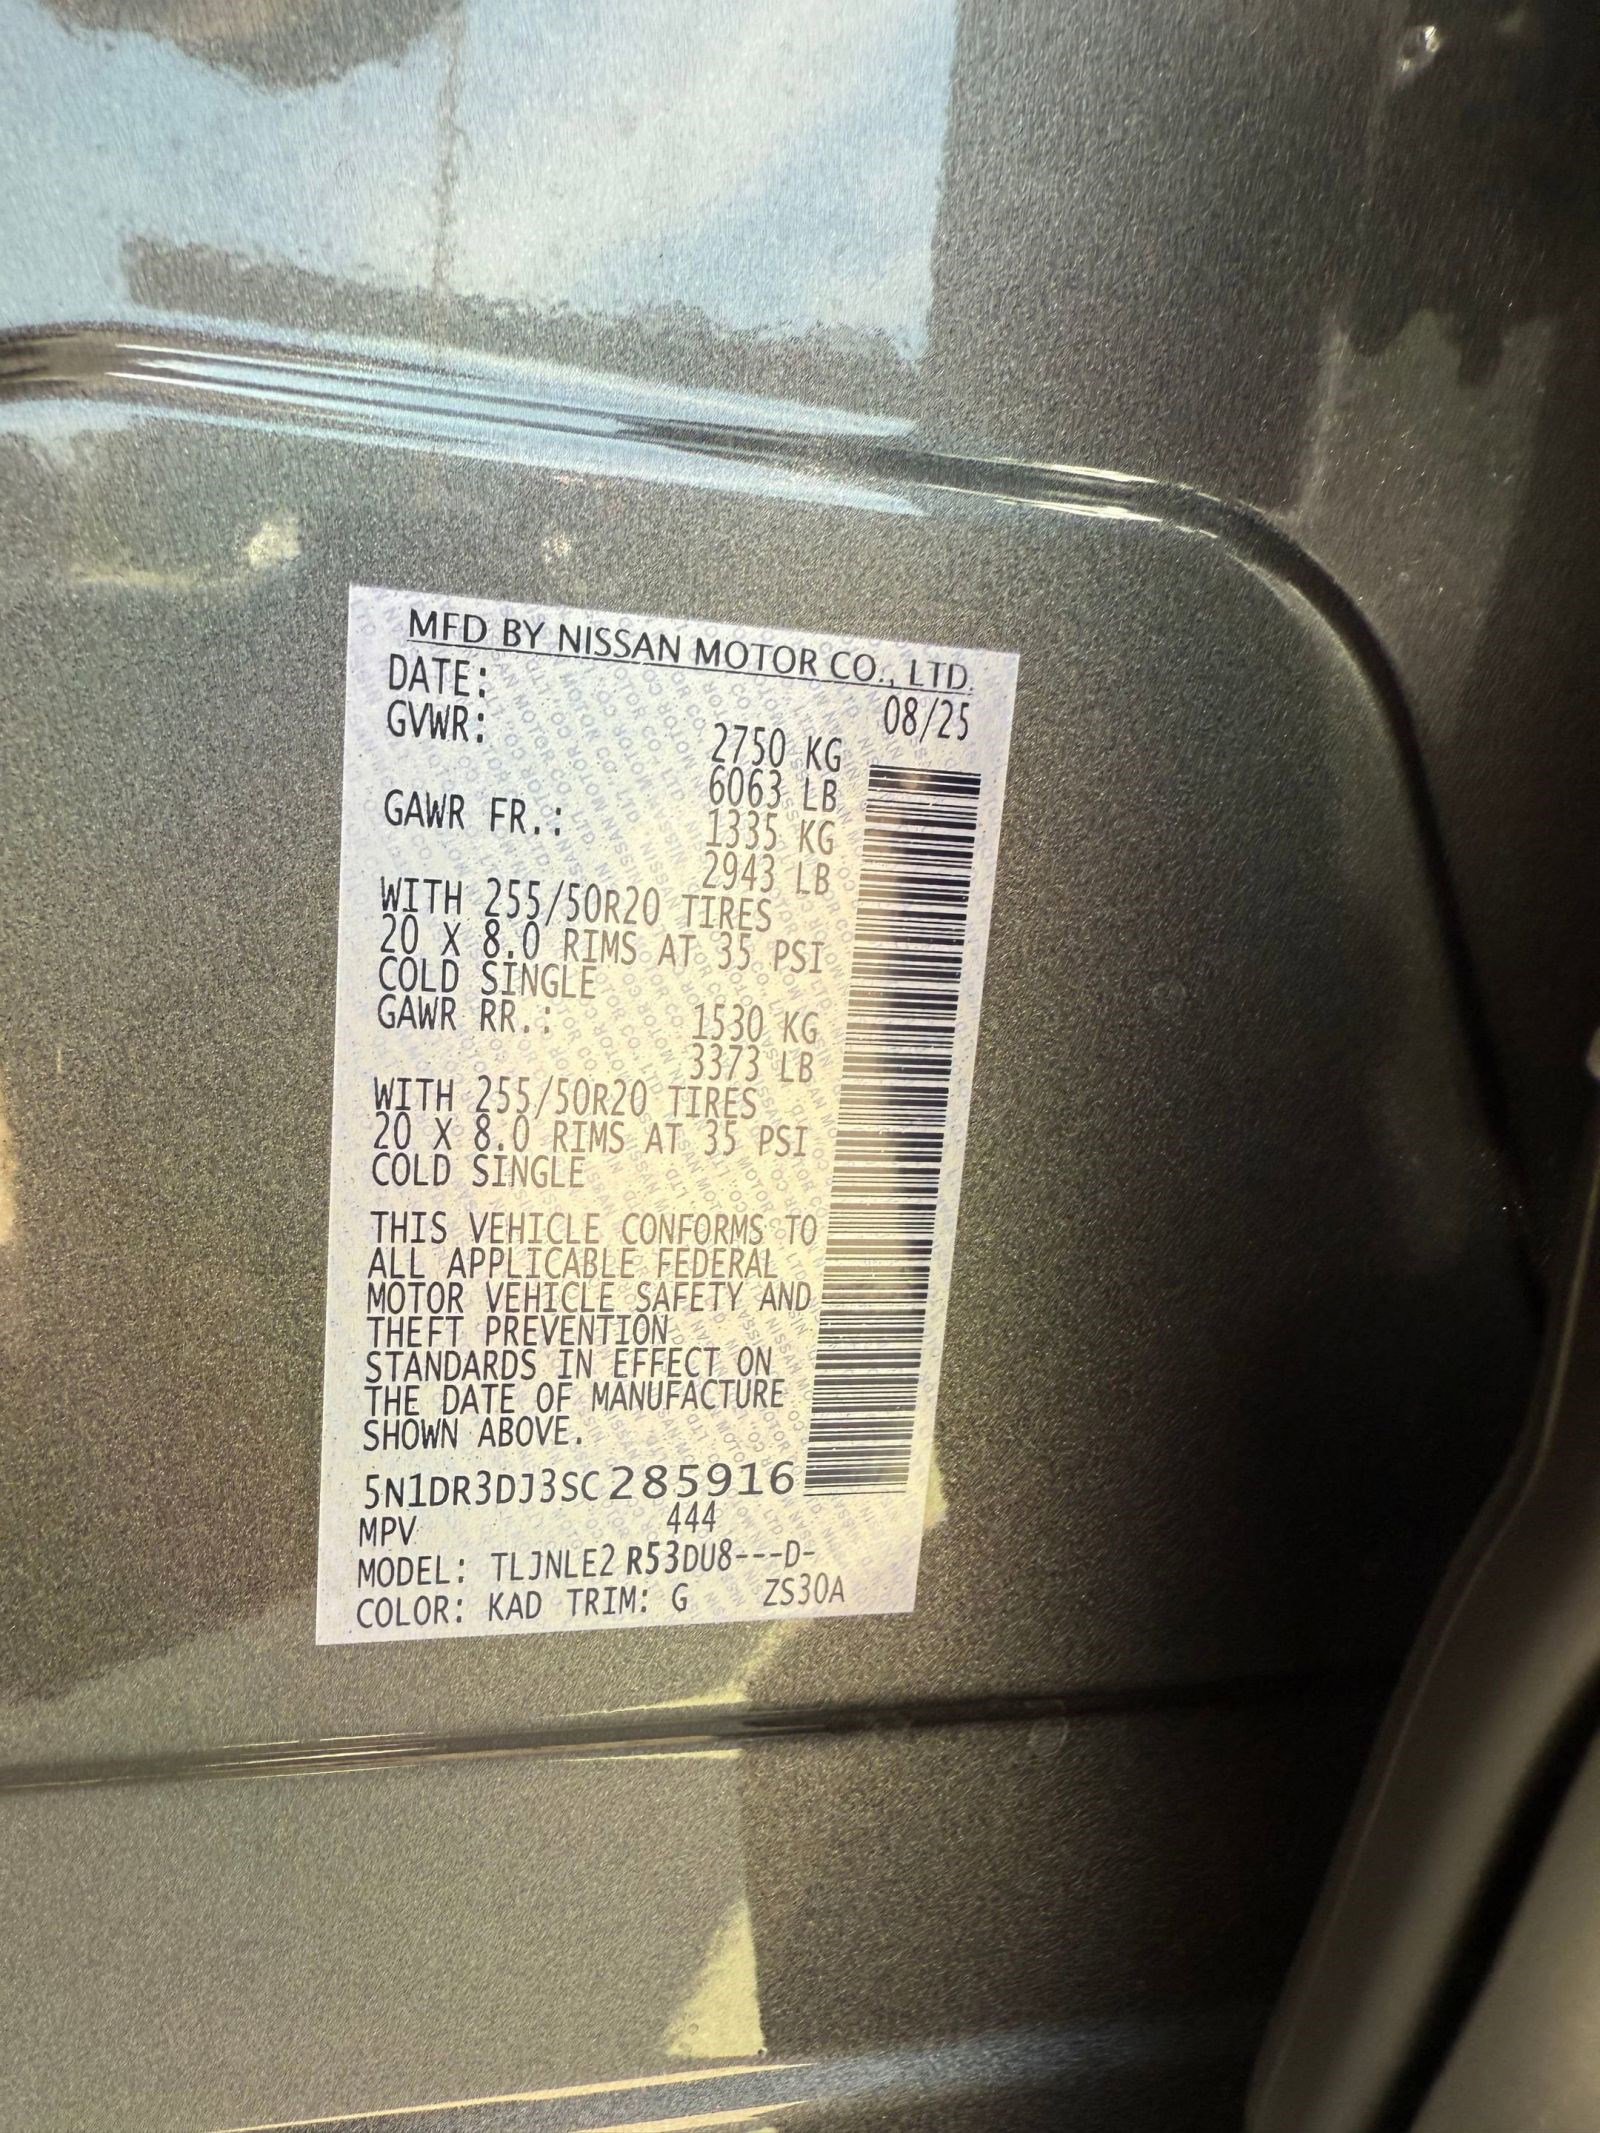 MFD BY NISSAN MOTOR CO., LTD.
DATE: 08/25
GVWR: 2750 KG
6063 LB
GAWR FR.: 1335 KG
2943 LB
WITH 255/50R20 TIRES
20 X 8.0 RIMS AT 35 PSI
COLD SINGLE
GAWR RR.: 1530 KG
3373 LB
WITH 255/50R20 TIRES
20 X 8.0 RIMS AT 35 PSI
COLD SINGLE
THIS VEHICLE CONFORMS TO
ALL APPLICABLE FEDERAL
MOTOR VEHICLE SAFETY AND
THEFT PREVENTION
STANDARDS IN EFFECT ON
THE DATE OF MANUFACTURE
SHOWN ABOVE.
5N1DR3DJ3SC285916
MPV 444
MODEL: TLJNLE2 R53DU8---D-
COLOR: KAD TRIM: G ZS30A